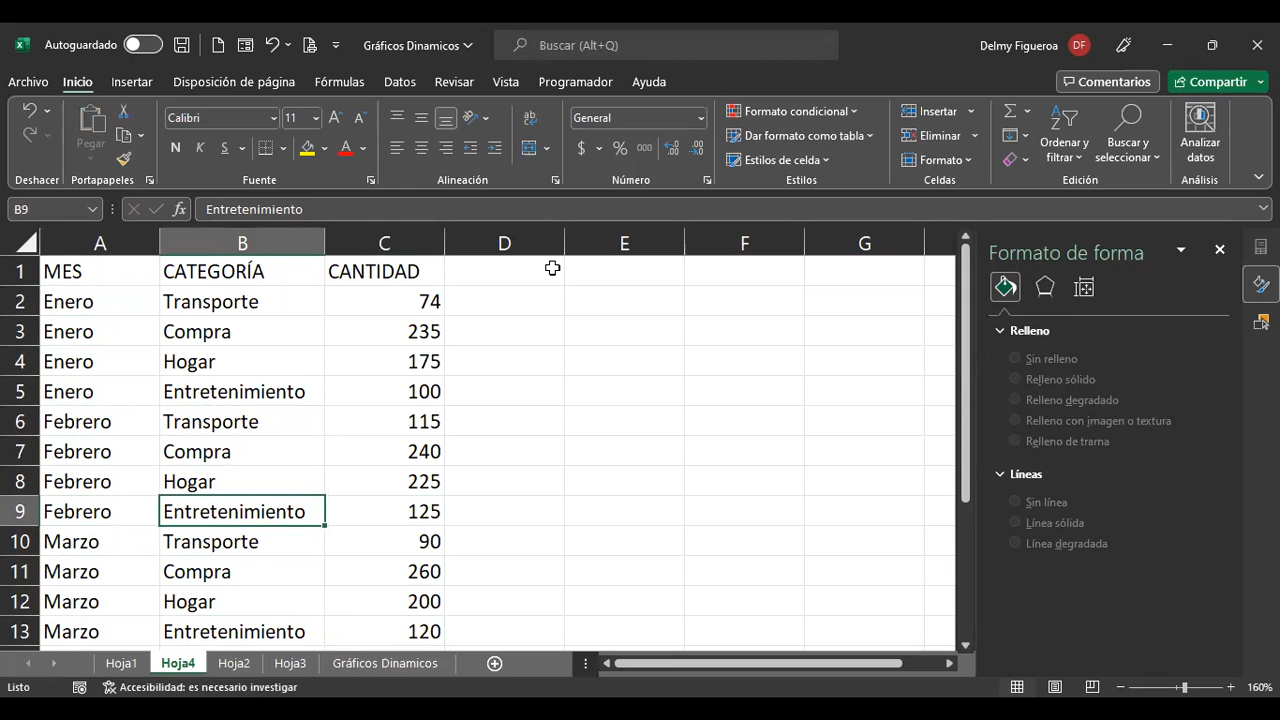 Autoguardado Gráficos Dinamicos Buscar (Alt+Q) Delmy Figueroa DF
Archivo Inicio Insertar Disposición de página Fórmulas Datos Revisar Vista Programador Ayuda Comentarios Compartir
Calibri 11 General Formato condicional Insertar
Pegar N K S $ % 000 Dar formato como tabla Eliminar Ordenar y filtrar Buscar y seleccionar Analizar datos
Estilos de celda Formato
Deshacer Portapapeles Fuente Alineación Número Estilos Celdas Edición Análisis
B9 fx Entretenimiento
A B C D E F G
1 MES CATEGORÍA CANTIDAD
2 Enero Transporte 74
3 Enero Compra 235
4 Enero Hogar 175
5 Enero Entretenimiento 100
6 Febrero Transporte 115
7 Febrero Compra 240
8 Febrero Hogar 225
9 Febrero Entretenimiento 125
10 Marzo Transporte 90
11 Marzo Compra 260
12 Marzo Hogar 200
13 Marzo Entretenimiento 120
Formato de forma
Relleno
Sin relleno
Relleno sólido
Relleno degradado
Relleno con imagen o textura
Relleno de trama
Líneas
Sin línea
Línea sólida
Línea degradada
Hoja1 Hoja4 Hoja2 Hoja3 Gráficos Dinamicos
Listo Accesibilidad: es necesario investigar 160%